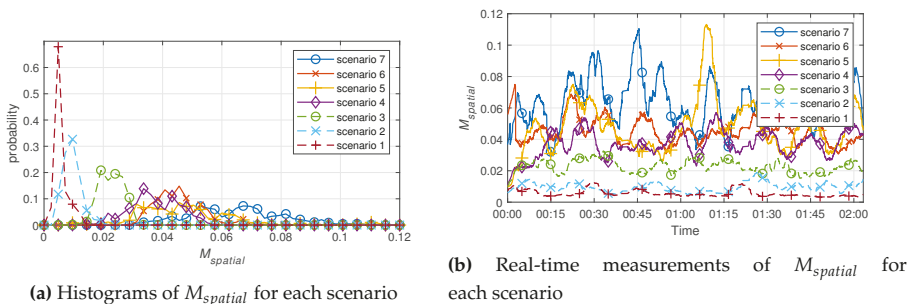 0.6
0.5
0.4
0.3
0.2
0.1
0
probability
0 0.02 0.04 0.06 0.08 0.1 0.12
M_spatial
scenario 7
scenario 6
scenario 5
scenario 4
scenario 3
scenario 2
scenario 1
(a) Histograms of M_spatial for each scenario
0.12
0.1
0.08
0.06
0.04
0.02
0
M_spatial
00:00 00:15 00:30 00:45 01:00 01:15 01:30 01:45 02:00
Time
scenario 7
scenario 6
scenario 5
scenario 4
scenario 3
scenario 2
scenario 1
(b) Real-time measurements of M_spatial for
each scenario